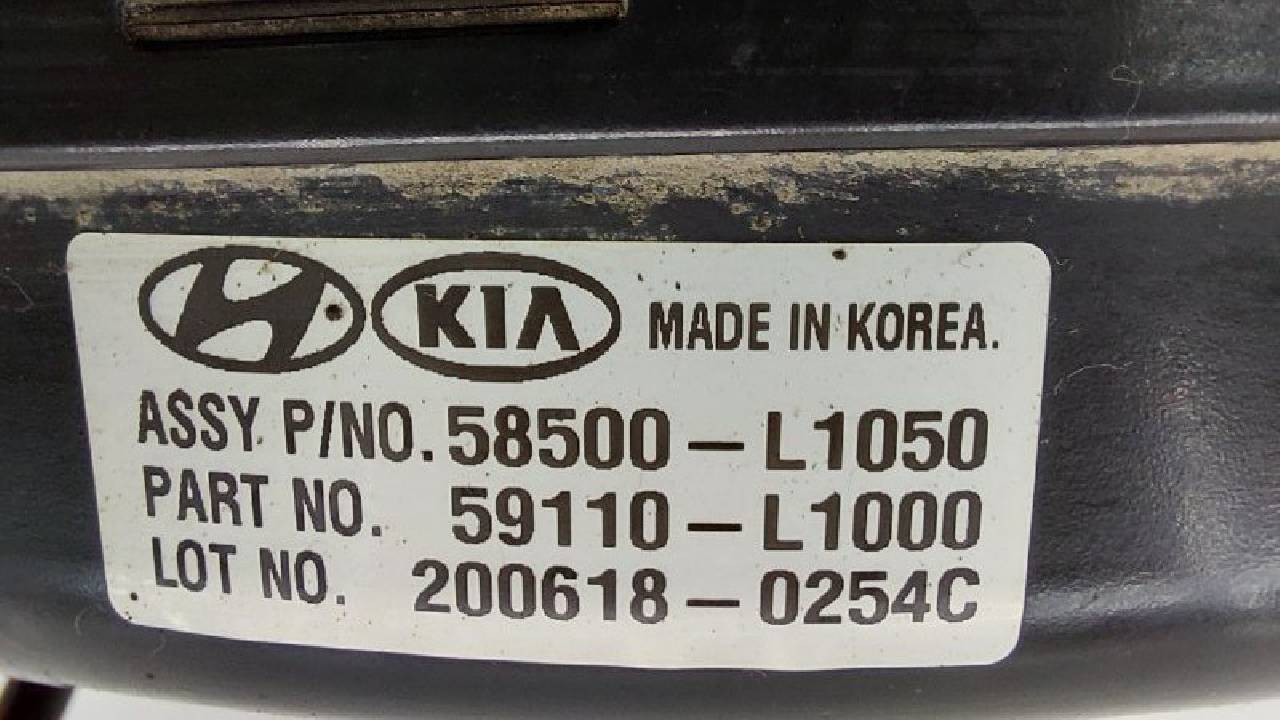 KIA MADE IN KOREA.
ASSY. P/NO. 58500-L1050
PART NO. 59110-L1000
LOT NO. 200618-0254C